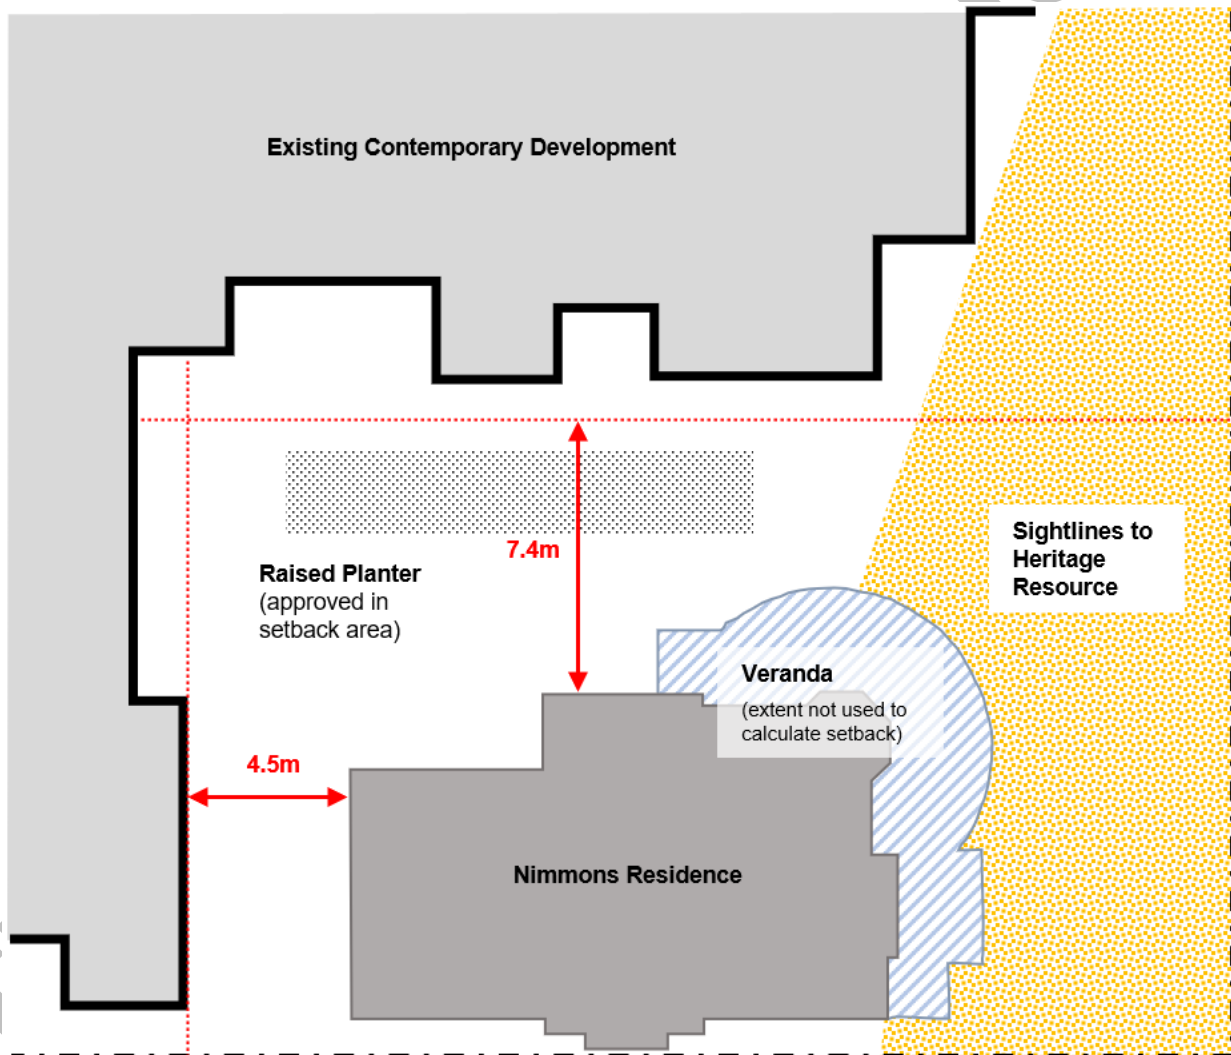 Existing Contemporary Development
7.4m
Raised Planter
(approved in
setback area)
Sightlines to
Heritage
Resource
Veranda
(extent not used to
calculate setback)
4.5m
Nimmons Residence